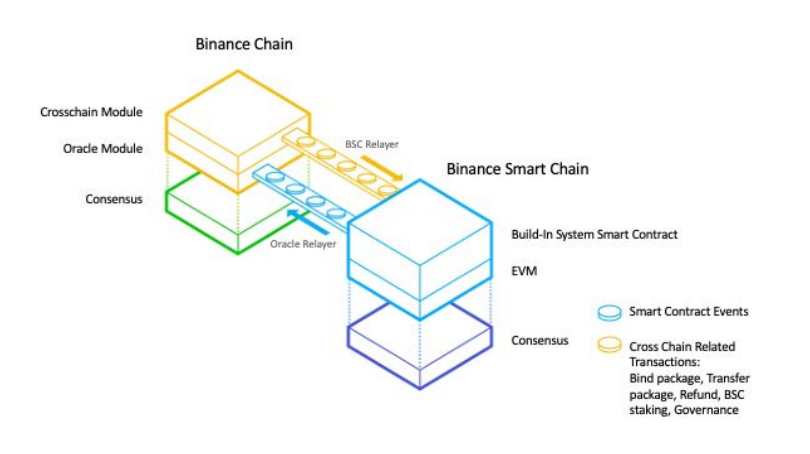 Binance Chain
Crosschain Module
Oracle Module
Consensus
BSC Relayer
Oracle Relayer
Binance Smart Chain
Build-In System Smart Contract
EVM
Consensus
Smart Contract Events
Cross Chain Related
Transactions:
Bind package, Transfer
package, Refund, BSC
staking, Governance